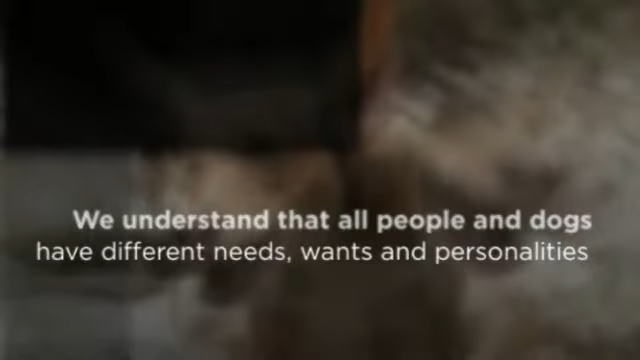 We understand that all people and dogs
have different needs, wants and personalities